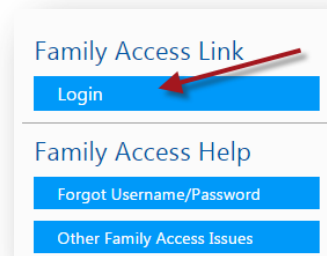 Family Access Link
Login
Family Access Help
Forgot Username/Password
Other Family Access Issues